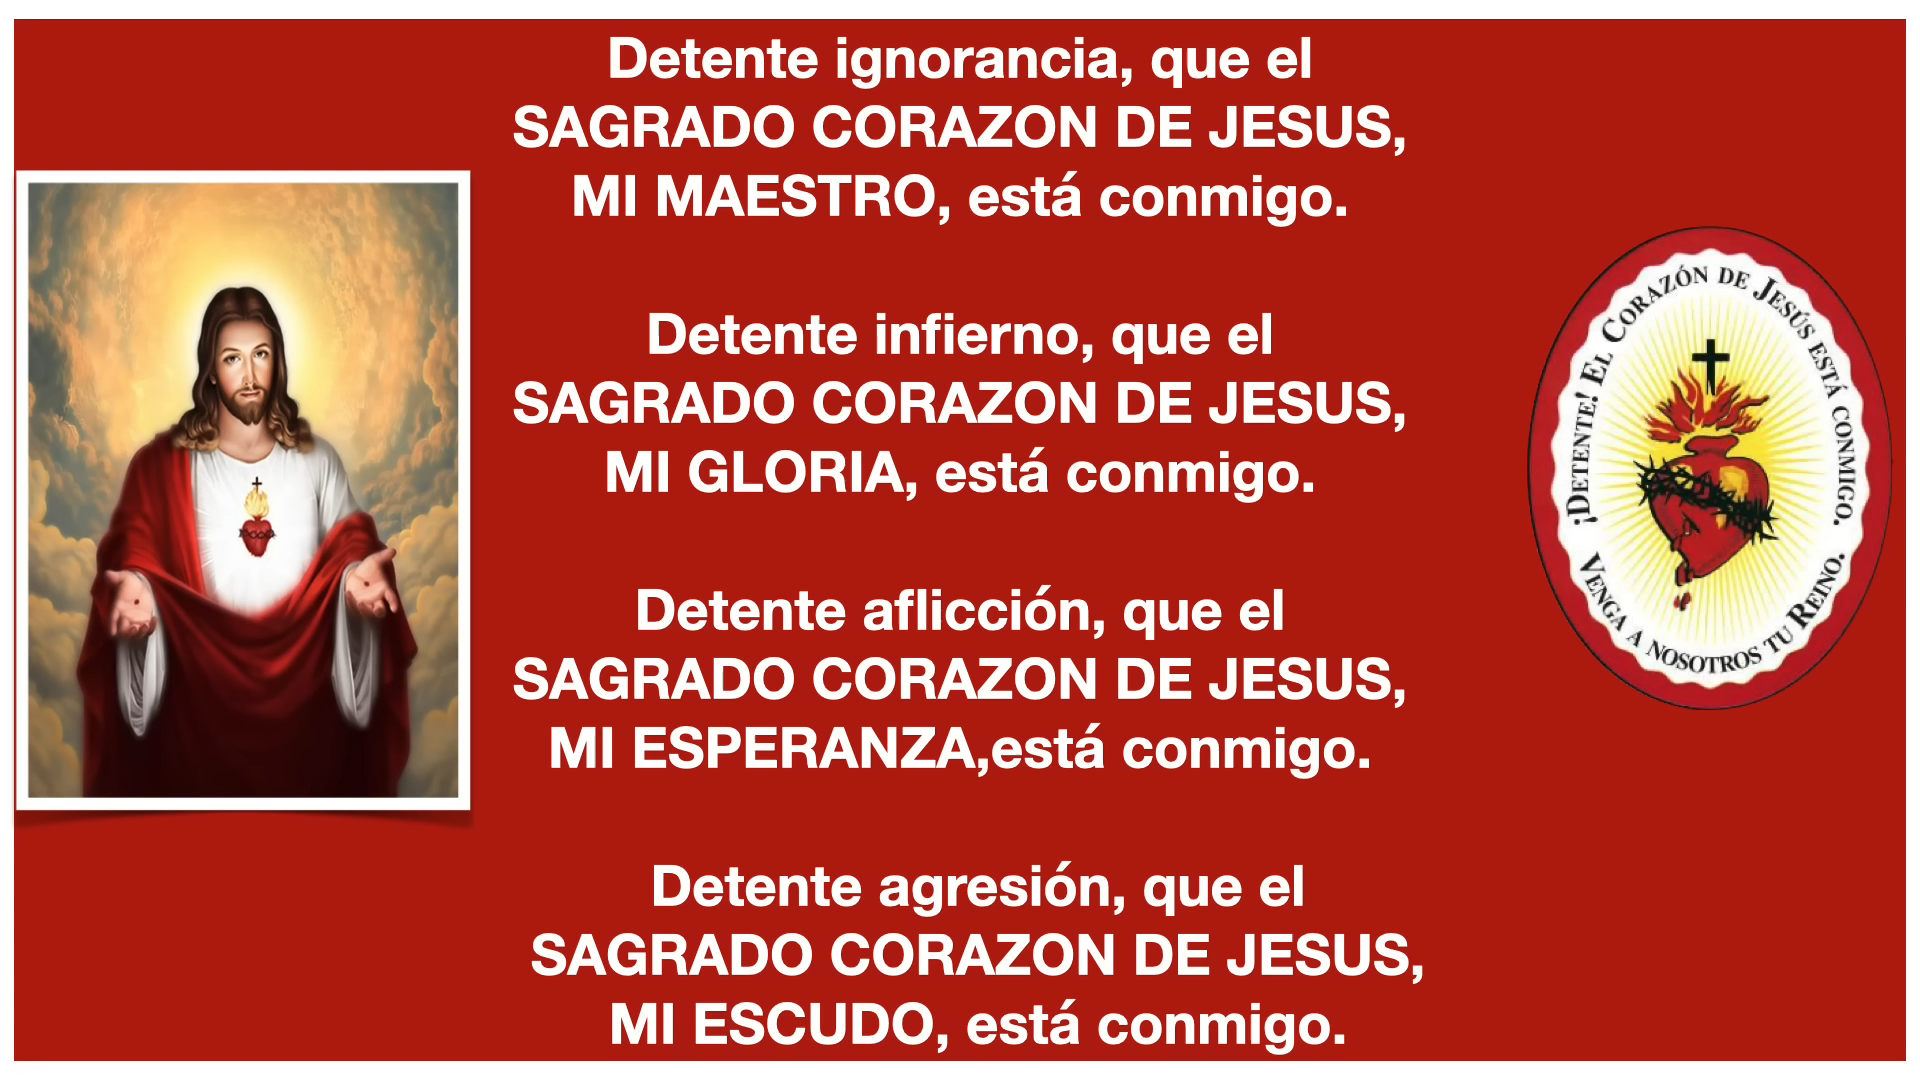 Detente ignorancia, que el
SAGRADO CORAZON DE JESUS,
MI MAESTRO, está conmigo.
Detente infierno, que el
SAGRADO CORAZON DE JESUS,
MI GLORIA, está conmigo.
Detente aflicción, que el
SAGRADO CORAZON DE JESUS,
MI ESPERANZA,está conmigo.
Detente agresión, que el
SAGRADO CORAZON DE JESUS,
MI ESCUDO, está conmigo.
¡DETENTE! EL CORAZÓN DE JESÚS ESTÁ CONMIGO.
VENGA A NOSOTROS TU REINO.